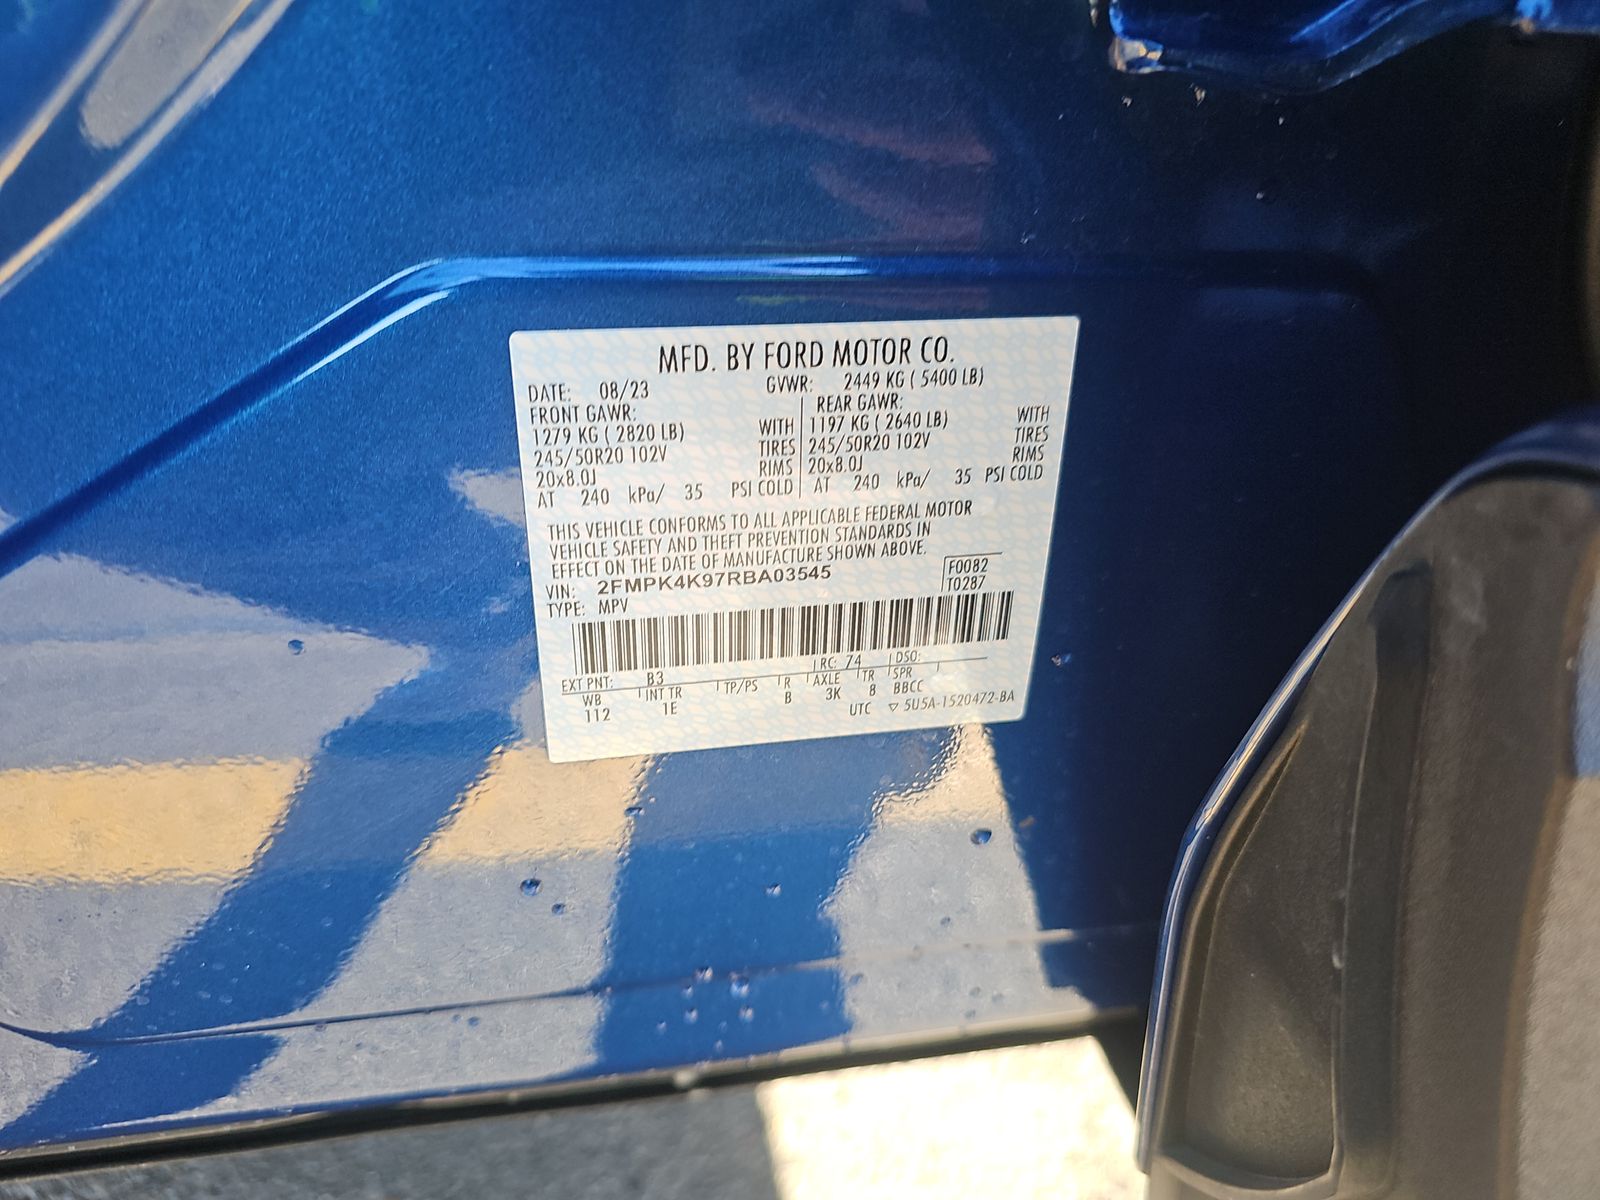 MFD. BY FORD MOTOR CO.
DATE: 08/23 GVWR: 2449 KG ( 5400 LB)
FRONT GAWR: REAR GAWR:
1279 KG ( 2820 LB) WITH 1197 KG ( 2640 LB) WITH
245/50R20 102V TIRES 245/50R20 102V TIRES
20x8.0J RIMS 20x8.0J RIMS
AT 240 kPa/ 35 PSI COLD AT 240 kPa/ 35 PSI COLD
THIS VEHICLE CONFORMS TO ALL APPLICABLE FEDERAL MOTOR
VEHICLE SAFETY AND THEFT PREVENTION STANDARDS IN
EFFECT ON THE DATE OF MANUFACTURE SHOWN ABOVE.
VIN: 2FMPK4K97RBA03545 F0082
TYPE: MPV T0287
EXT PNT: B3 RC: 74 DSO:
WB INT TR TP/PS R AXLE TR SPR
112 1E B 3K 8 BBCC
UTC ▽ 5U5A-1520472-BA